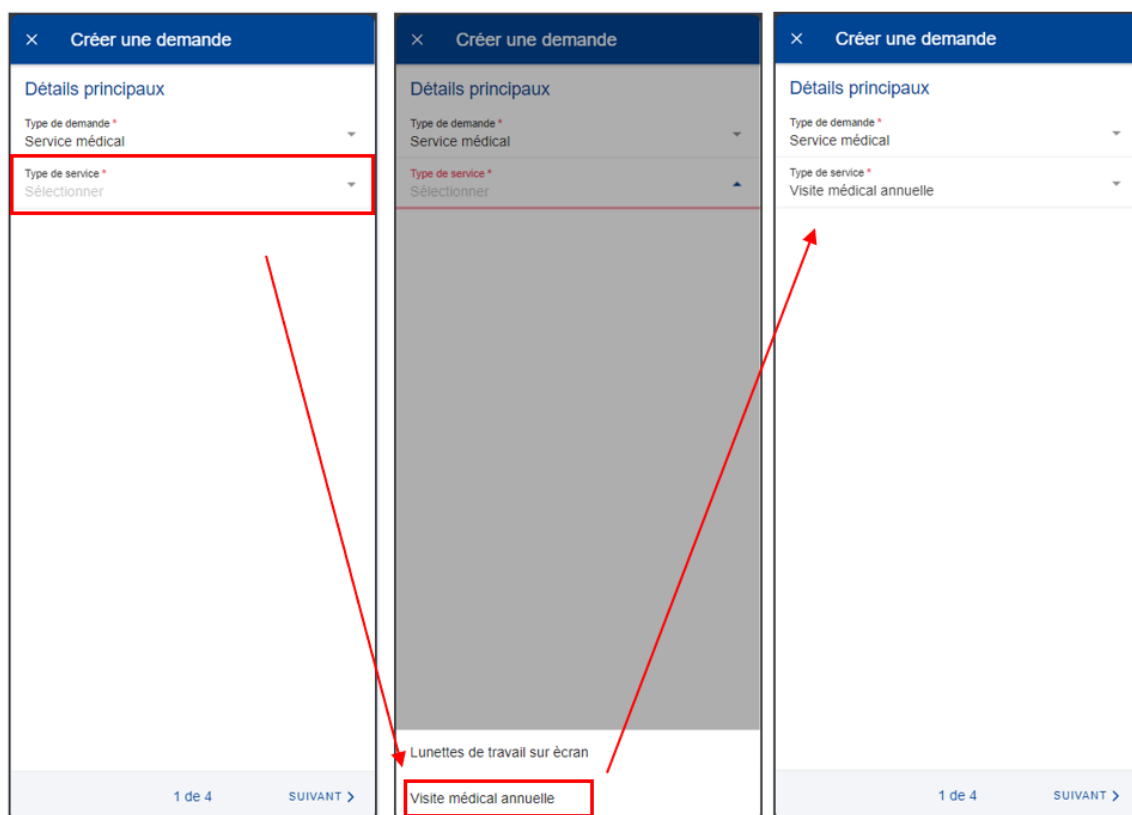 × Créer une demande
Détails principaux
Type de demande *
Service médical
Type de service *
Sélectionner
1 de 4 SUIVANT >
× Créer une demande
Détails principaux
Type de demande *
Service médical
Type de service *
Sélectionner
Lunettes de travail sur ècran
Visite médical annuelle
× Créer une demande
Détails principaux
Type de demande *
Service médical
Type de service *
Visite médical annuelle
1 de 4 SUIVANT >